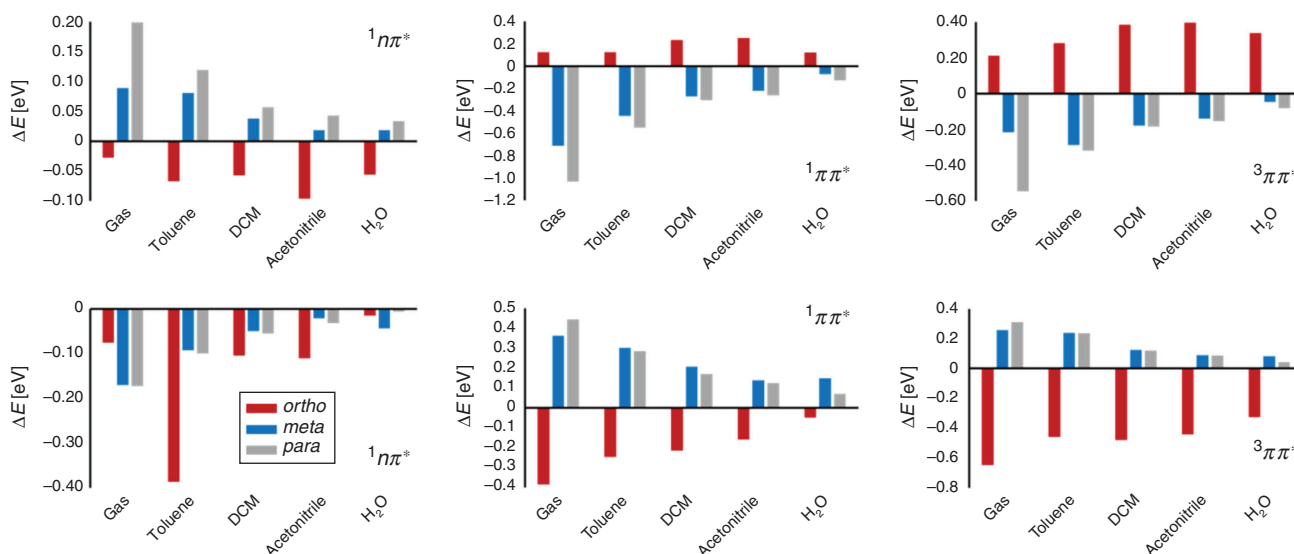 0.20
0.15
0.10
0.05
0
−0.05
−0.10
ΔE [eV]
¹nπ*
Gas
Toluene
DCM
Acetonitrile
H₂O
0.4
0.2
0
−0.2
−0.4
−0.6
−0.8
−1.0
−1.2
ΔE [eV]
¹ππ*
Gas
Toluene
DCM
Acetonitrile
H₂O
0.40
0.20
0
−0.20
−0.40
−0.60
ΔE [eV]
³ππ*
Gas
Toluene
DCM
Acetonitrile
H₂O
0
−0.10
−0.20
−0.30
−0.40
ΔE [eV]
ortho
meta
para
¹nπ*
Gas
Toluene
DCM
Acetonitrile
H₂O
0.5
0.4
0.3
0.2
0.1
0
−0.1
−0.2
−0.3
−0.4
ΔE [eV]
¹ππ*
Gas
Toluene
DCM
Acetonitrile
H₂O
0.4
0.2
0
−0.2
−0.4
−0.6
−0.8
ΔE [eV]
³ππ*
Gas
Toluene
DCM
Acetonitrile
H₂O